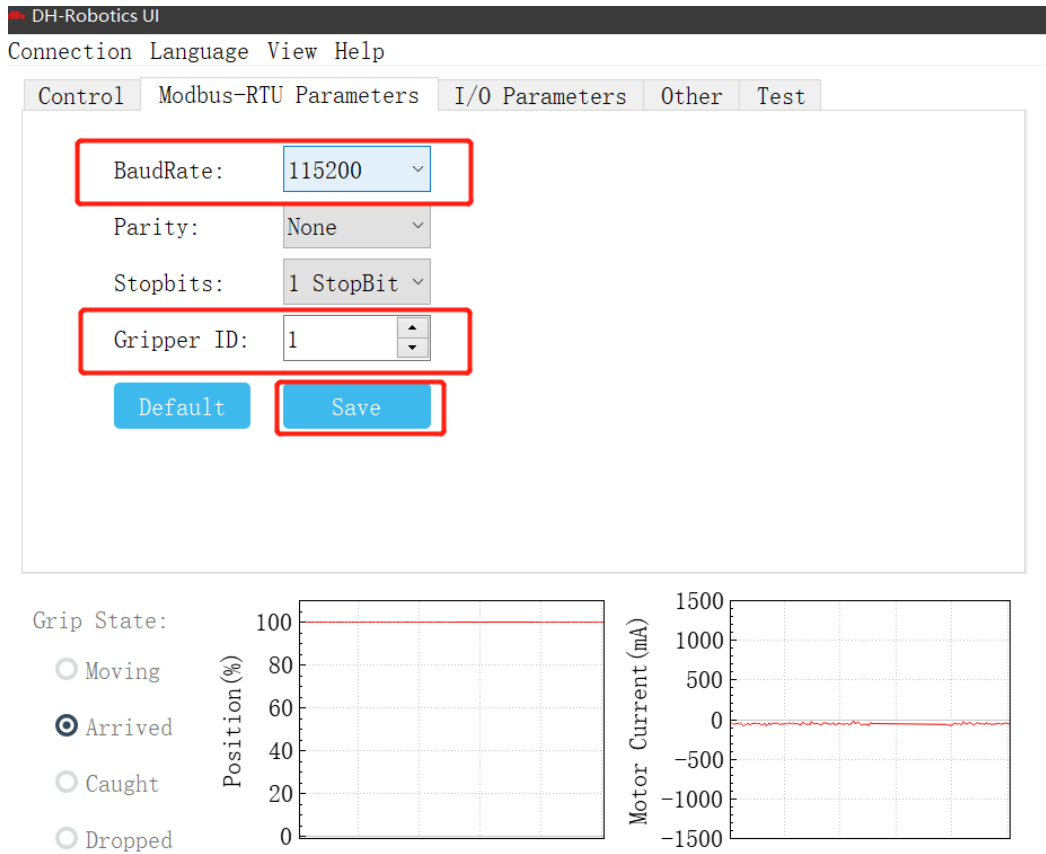 DH-Robotics UI
Connection Language View Help
Control Modbus-RTU Parameters I/O Parameters Other Test
BaudRate: 115200
Parity: None
Stopbits: 1 StopBit
Gripper ID: 1
Default Save
Grip State:
Moving
Arrived
Caught
Dropped
Position(%)
100
80
60
40
20
0
Motor Current(mA)
1500
1000
500
0
-500
-1000
-1500